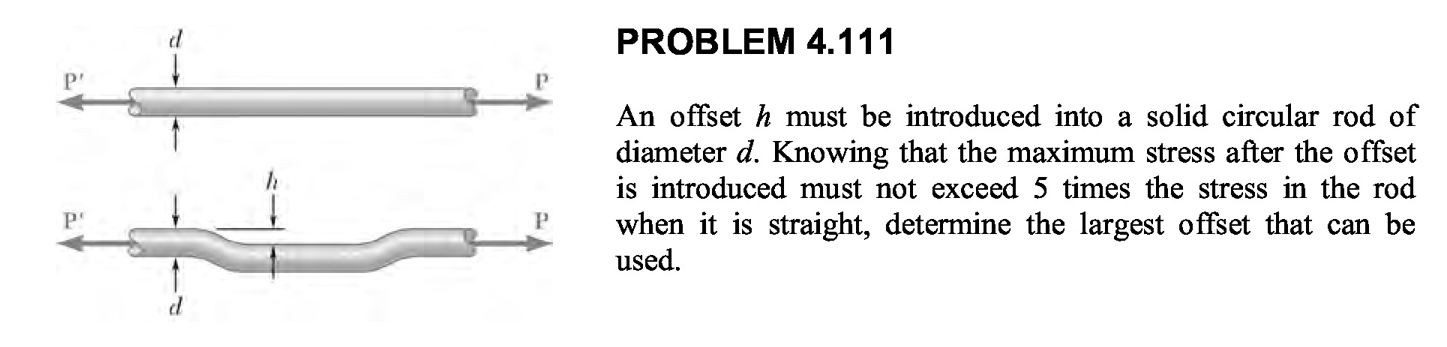 d
P'
P
h
P'
P
d
PROBLEM 4.111
An offset h must be introduced into a solid circular rod of
diameter d. Knowing that the maximum stress after the offset
is introduced must not exceed 5 times the stress in the rod
when it is straight, determine the largest offset that can be
used.